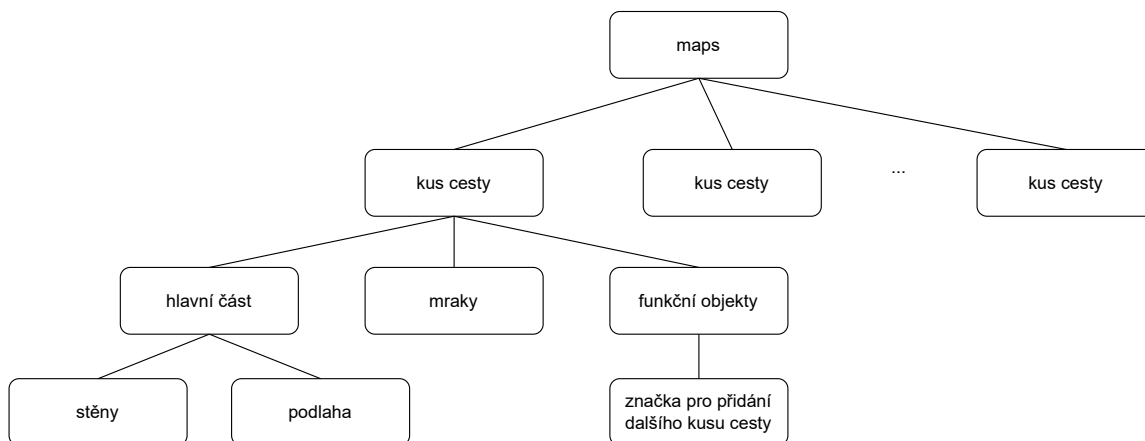 maps
kus cesty
kus cesty
...
kus cesty
hlavní část
mraky
funkční objekty
stěny
podlaha
značka pro přidání
dalšího kusu cesty